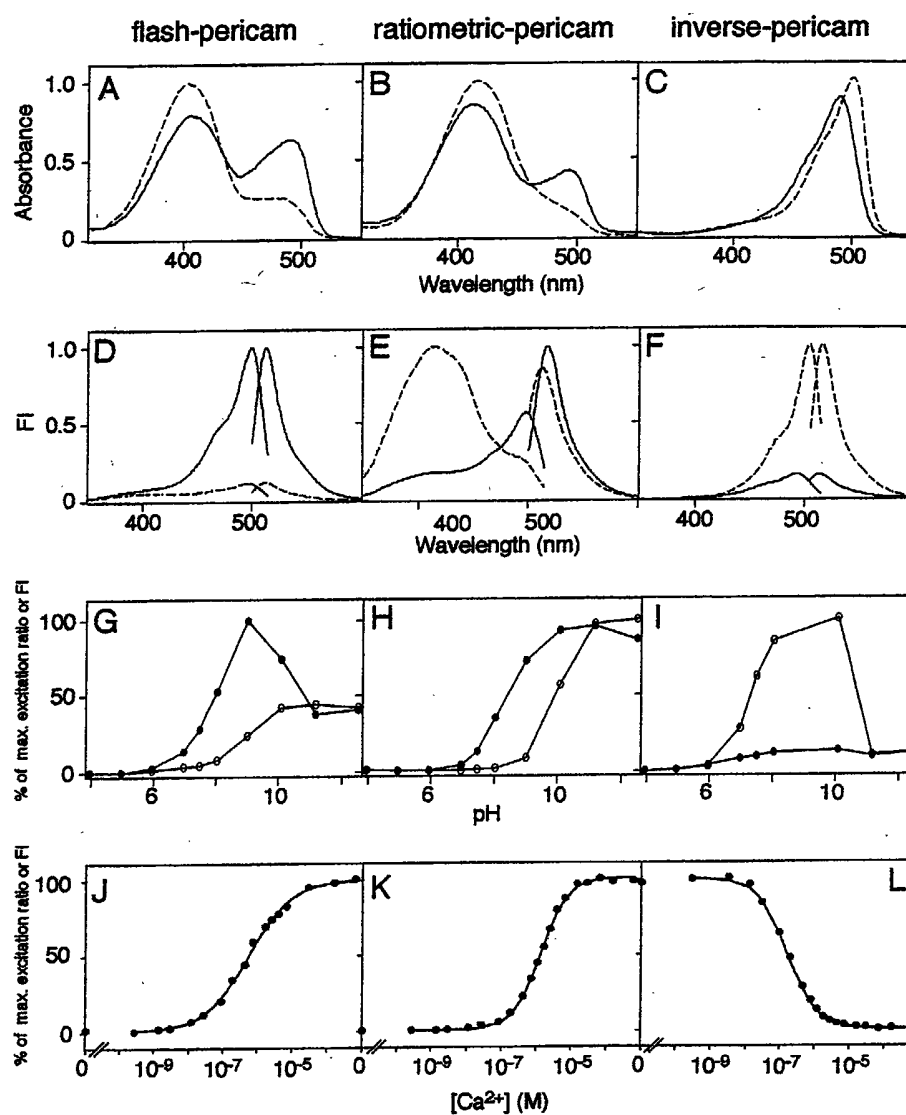 flash-pericam ratiometric-pericam inverse-pericam
A B C
Absorbance
1.0
0.5
0
400 500 400 500 400 500
Wavelength (nm)
D E F
FI
1.0
0.5
0
400 500 400 500 400 500
Wavelength (nm)
G H I
% of max. excitation ratio or FI
100
50
0
6 10 6 10 6 10
pH
J K L
% of max. excitation ratio or FI
100
50
0
0 10⁻⁹ 10⁻⁷ 10⁻⁵ 0 10⁻⁹ 10⁻⁷ 10⁻⁵ 0 10⁻⁹ 10⁻⁷ 10⁻⁵
[Ca²⁺] (M)